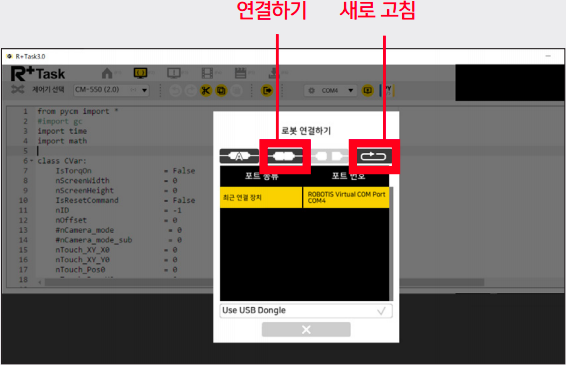 연결하기
새로 고침
R+Task3.0
R+Task
제어기 선택
CM-550 (2.0)
COM4
PY
1 from pycm import *
2 #import gc
3 import time
4 import math
5
6 class CVar:
7 IsTorqOn = False
8 nScreenWidth = 0
9 nScreenHeight = 0
10 IsResetCommand = False
11 nID = -1
12 nOffset = 0
13 #nCamera_mode = 0
14 #nCamera_mode_sub = 0
15 nTouch_XY_X0 = 0
16 nTouch_XY_Y0 = 0
17 nTouch_Pos0 = 0
18
로봇 연결하기
A
포트 종류
포트 번호
최근 연결 장치
ROBOTIS Virtual COM Port
COM4
Use USB Dongle